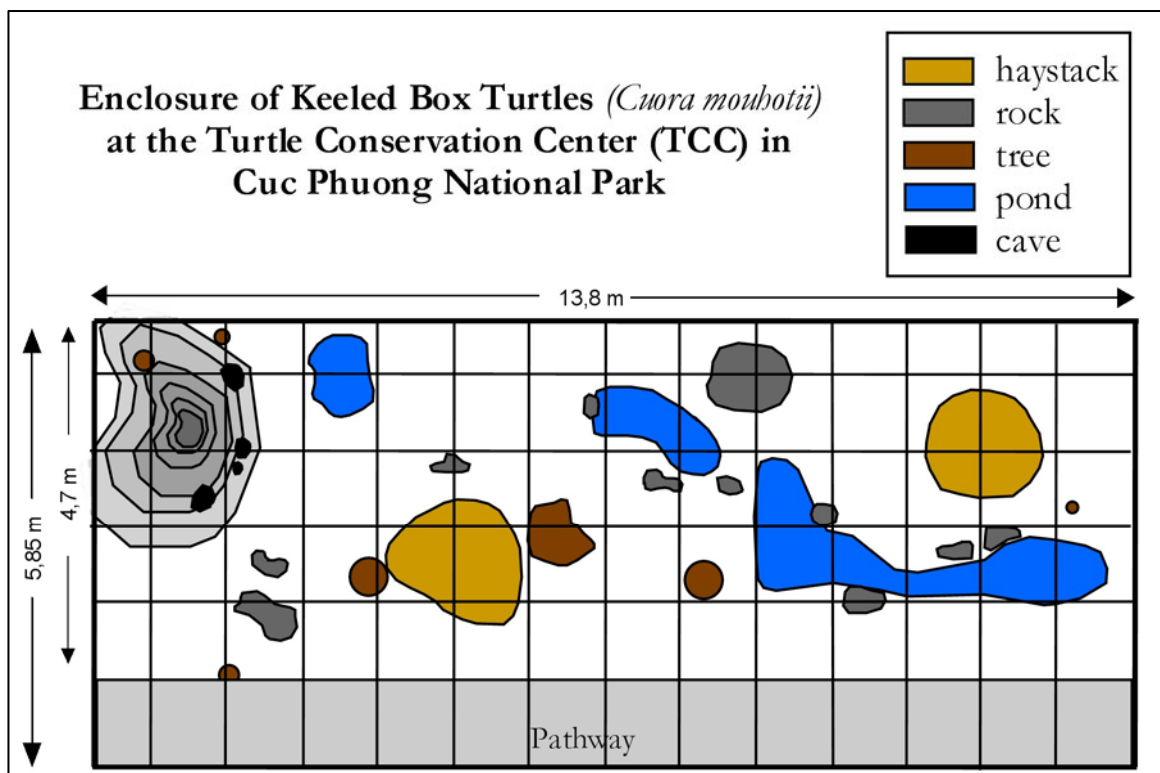 Enclosure of Keeled Box Turtles (Cuora mouhotii)
at the Turtle Conservation Center (TCC) in
Cuc Phuong National Park
haystack
rock
tree
pond
cave
13,8 m
5,85 m
4,7 m
Pathway